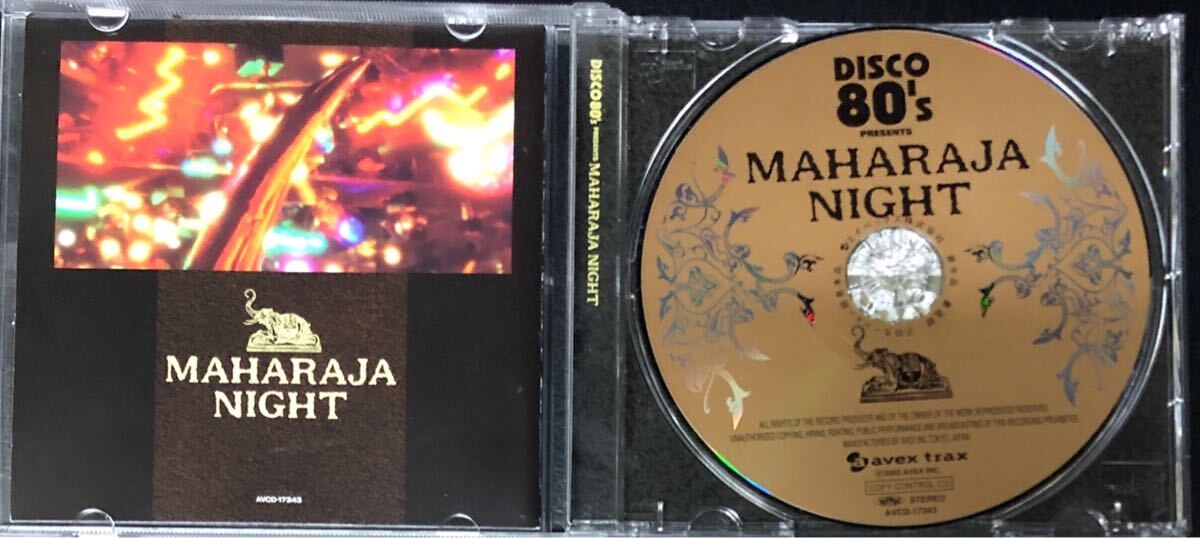 MAHARAJA
NIGHT
AVCD-17343
DISCO 80's PRESENTS MAHARAJA NIGHT
DISCO
80's
PRESENTS
MAHARAJA
NIGHT
ALL RIGHTS OF THE RECORD PRODUCER AND OF THE OWNER OF THE WORK REPRODUCED RESERVED.
UNAUTHORIZED COPYING, HIRING, RENTING, PUBLIC PERFORMANCE AND BROADCASTING OF THIS RECORDING PROHIBITED.
MANUFACTURED BY AVEX INC. TOKYO, JAPAN
avex trax
AVEX INC.
COPY CONTROL CD
STEREO
AVCD-17343